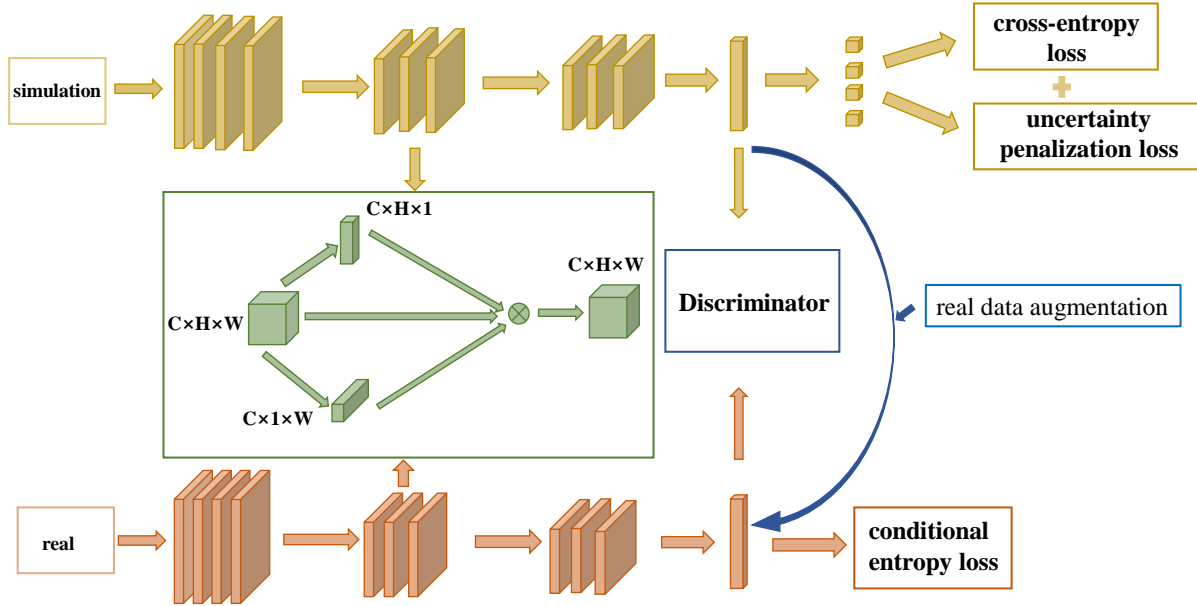 simulation
cross-entropy
loss
uncertainty
penalization loss
C×H×1
C×H×W
C×1×W
C×H×W
Discriminator
real data augmentation
real
conditional
entropy loss